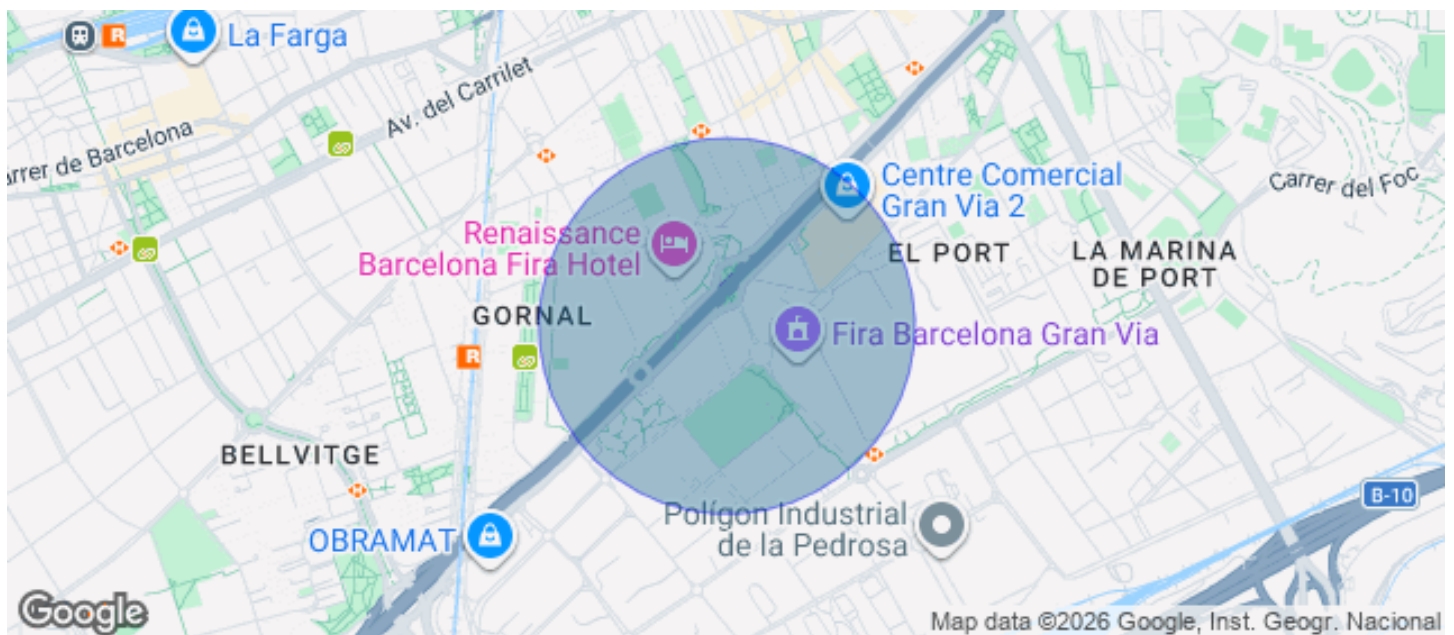 R
La Farga
Av. del Carrilet
arrer de Barcelona
Centre Comercial
Gran Via 2
Carrer del Foc
Renaissance
Barcelona Fira Hotel
EL PORT
LA MARINA
DE PORT
GORNAL
Fira Barcelona Gran Via
R
BELLVITGE
B-10
OBRAMAT
Polígon Industrial
de la Pedrosa
Google
Map data ©2026 Google, Inst. Geogr. Nacional